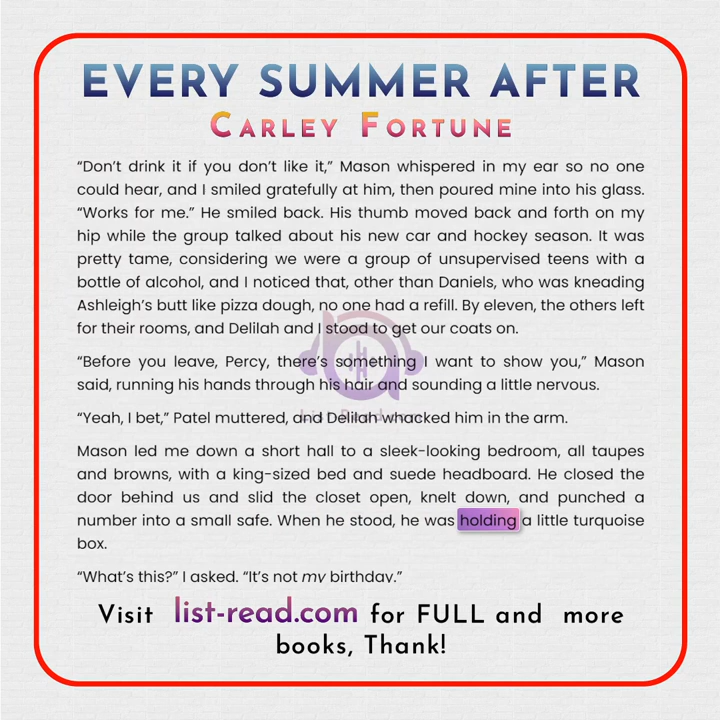 EVERY SUMMER AFTER
CARLEY FORTUNE
“Don’t drink it if you don’t like it,” Mason whispered in my ear so no one
could hear, and I smiled gratefully at him, then poured mine into his glass.
“Works for me.” He smiled back. His thumb moved back and forth on my
hip while the group talked about his new car and hockey season. It was
pretty tame, considering we were a group of unsupervised teens with a
bottle of alcohol, and I noticed that, other than Daniels, who was kneading
Ashleigh’s butt like pizza dough, no one had a refill. By eleven, the others left
for their rooms, and Delilah and I stood to get our coats on.
“Before you leave, Percy, there’s something I want to show you,” Mason
said, running his hands through his hair and sounding a little nervous.
“Yeah, I bet,” Patel muttered, and Delilah whacked him in the arm.
Mason led me down a short hall to a sleek-looking bedroom, all taupes
and browns, with a king-sized bed and suede headboard. He closed the
door behind us and slid the closet open, knelt down, and punched a
number into a small safe. When he stood, he was holding a little turquoise
box.
“What’s this?” I asked. “It’s not my birthday.”
Visit list-read.com for FULL and more
books, Thank!